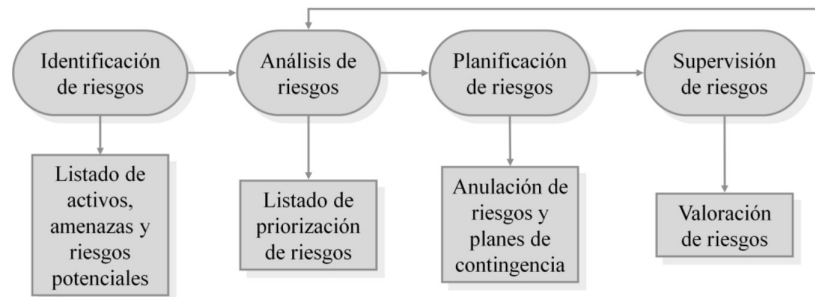 Identificación
de riesgos
Análisis de
riesgos
Planificación
de riesgos
Supervisión
de riesgos
Listado de
activos,
amenazas y
riesgos
potenciales
Listado de
priorización
de riesgos
Anulación de
riesgos y
planes de
contingencia
Valoración
de riesgos